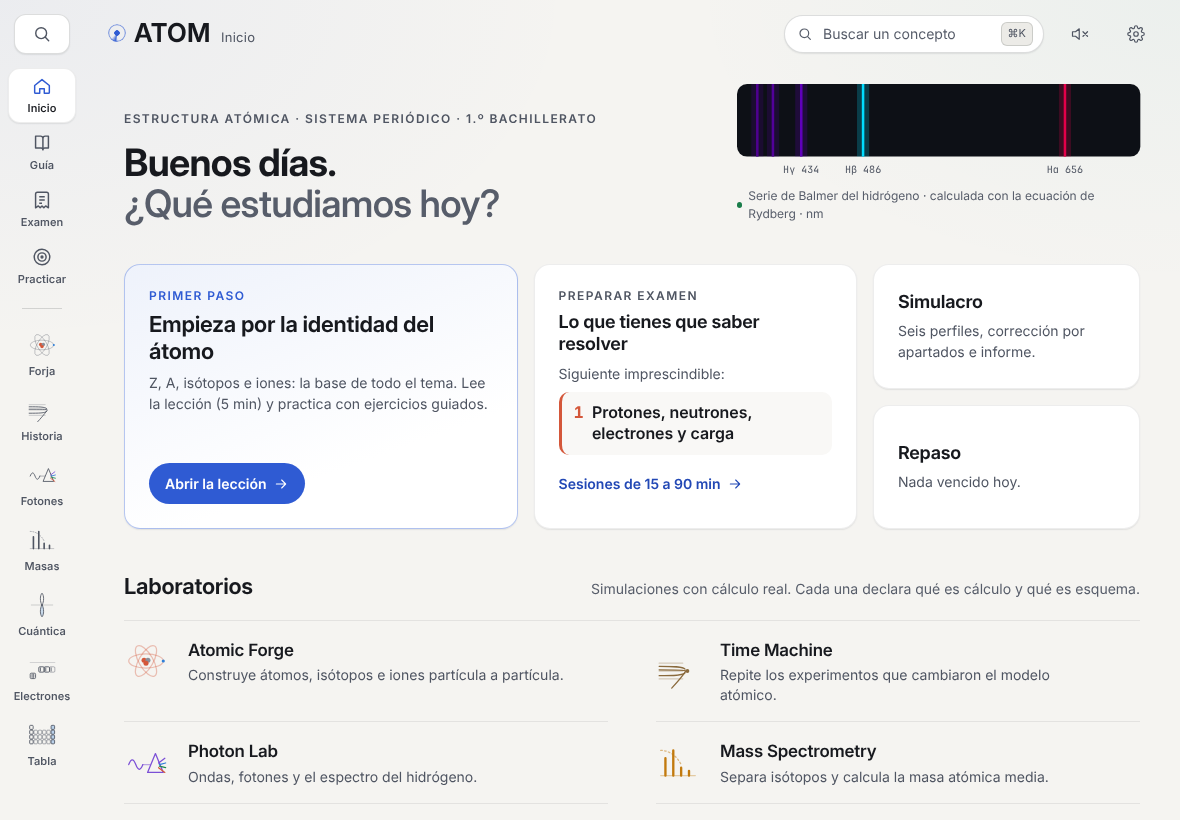 ATOM Inicio
Buscar un concepto ⌘K
Inicio
Guía
Examen
Practicar
Forja
Historia
Fotones
Masas
Cuántica
Electrones
Tabla
ESTRUCTURA ATÓMICA · SISTEMA PERIÓDICO · 1.º BACHILLERATO
Buenos días.
¿Qué estudiamos hoy?
Hγ 434 Hβ 486 Hα 656
Serie de Balmer del hidrógeno · calculada con la ecuación de
Rydberg · nm
PRIMER PASO
Empieza por la identidad del
átomo
Z, A, isótopos e iones: la base de todo el tema. Lee
la lección (5 min) y practica con ejercicios guiados.
Abrir la lección →
PREPARAR EXAMEN
Lo que tienes que saber
resolver
Siguiente imprescindible:
1 Protones, neutrones,
electrones y carga
Sesiones de 15 a 90 min →
Simulacro
Seis perfiles, corrección por
apartados e informe.
Repaso
Nada vencido hoy.
Laboratorios
Simulaciones con cálculo real. Cada una declara qué es cálculo y qué es esquema.
Atomic Forge
Construye átomos, isótopos e iones partícula a partícula.
Time Machine
Repite los experimentos que cambiaron el modelo
atómico.
Photon Lab
Ondas, fotones y el espectro del hidrógeno.
Mass Spectrometry
Separa isótopos y calcula la masa atómica media.